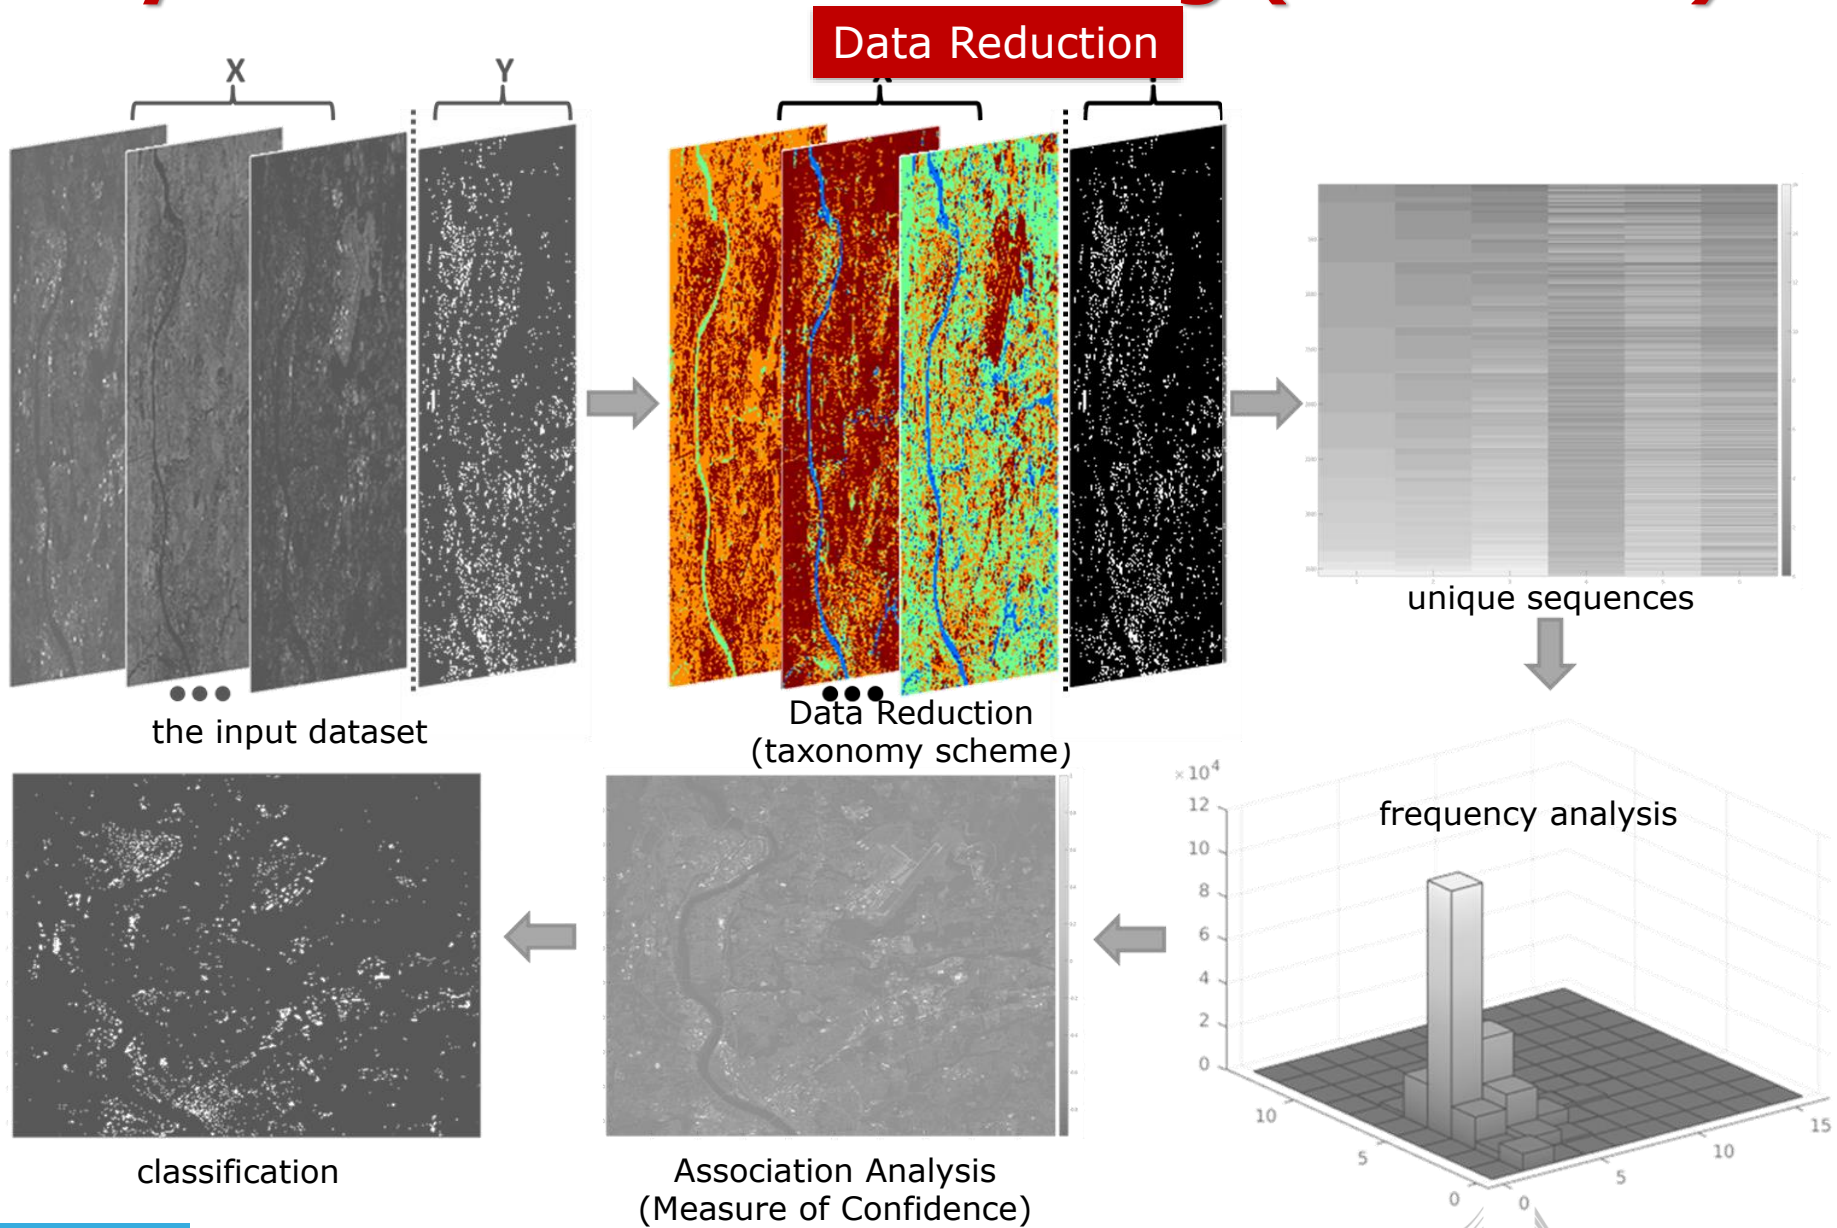 Data Reduction
X
Y
the input dataset
Data Reduction
(taxonomy scheme)
unique sequences
frequency analysis
×10⁴
12
10
8
6
4
2
0
10
5
0
0
5
10
15
Association Analysis
(Measure of Confidence)
classification